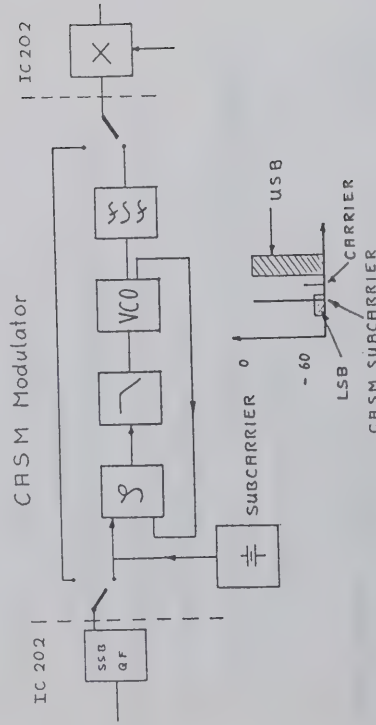 CASM Modulator
IC 202
SSB
QF
VCO
IC 202
X
SUBCARRIER
0
- 60
USB
LSB
CARRIER
CASM SUBCARRIER